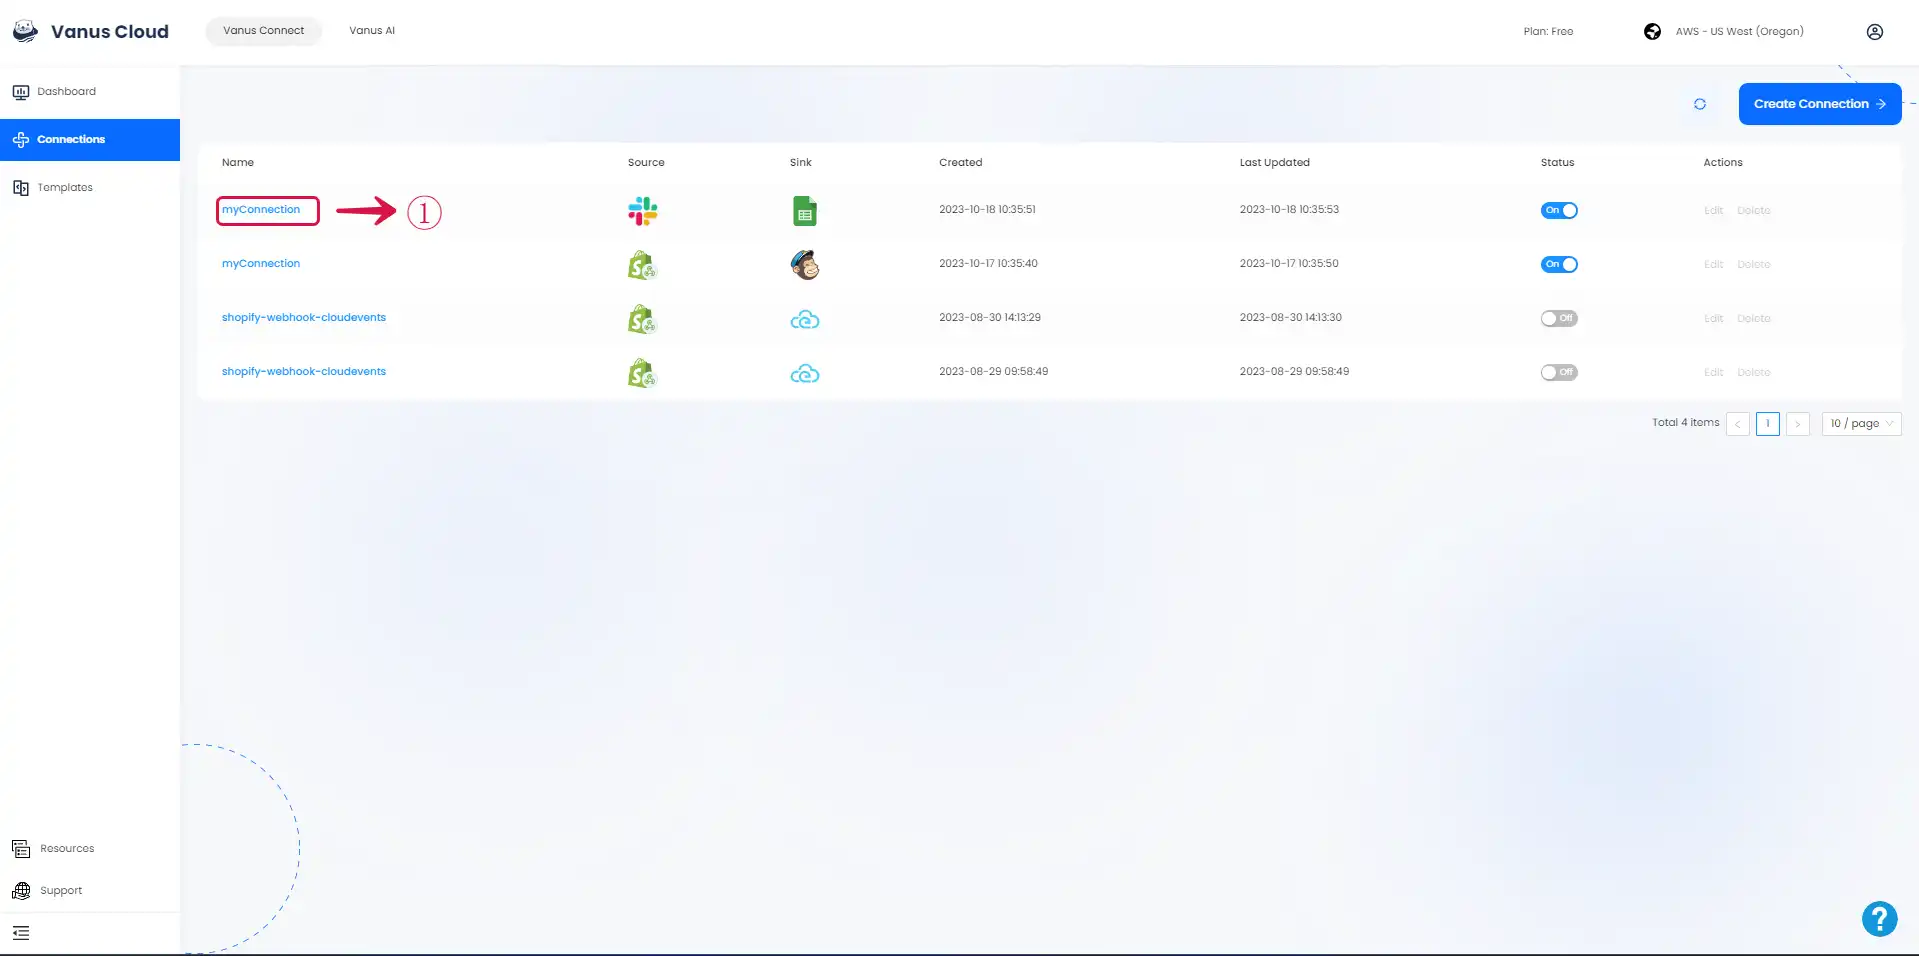 Vanus Cloud
Vanus Connect
Vanus AI
Plan: Free
AWS - US West (Oregon)
Dashboard
Connections
Templates
Create Connection
Name Source Sink Created Last Updated Status Actions
myConnection 1 2023-10-18 10:35:51 2023-10-18 10:35:53 On Edit Delete
myConnection 2023-10-17 10:35:40 2023-10-17 10:35:50 On Edit Delete
shopify-webhook-cloudevents 2023-08-30 14:13:29 2023-08-30 14:13:30 Off Edit Delete
shopify-webhook-cloudevents 2023-08-29 09:58:49 2023-08-29 09:58:49 Off Edit Delete
Total 4 items < 1 > 10 / page
Resources
Support
?